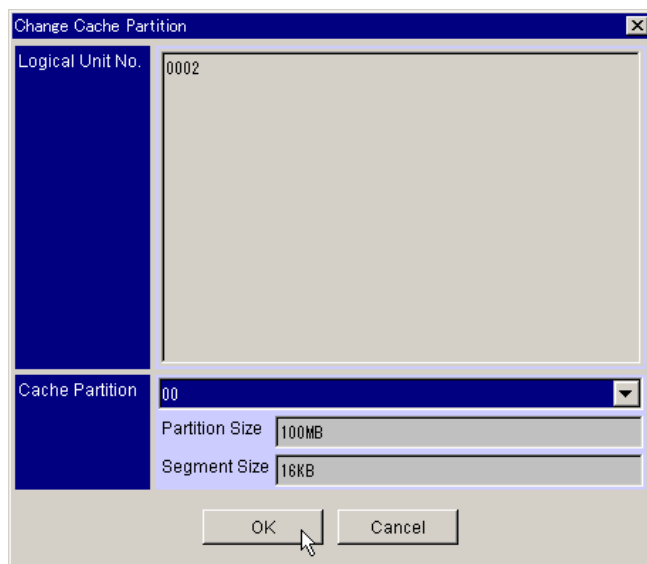 Change Cache Partition
Logical Unit No.
0002
Cache Partition
00
Partition Size
100MB
Segment Size
16KB
OK
Cancel